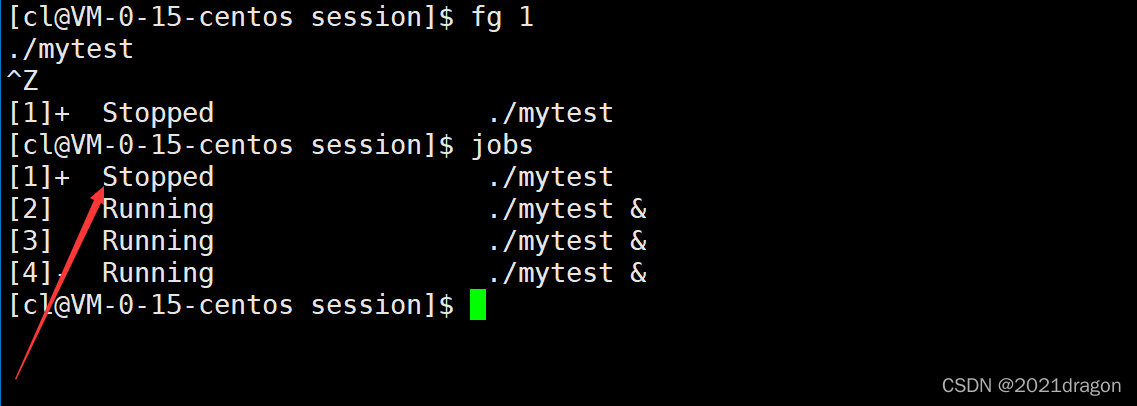 [cl@VM-0-15-centos session]$ fg 1
./mytest
^Z
[1]+  Stopped                 ./mytest
[cl@VM-0-15-centos session]$ jobs
[1]+  Stopped                 ./mytest
[2]   Running                 ./mytest &
[3]   Running                 ./mytest &
[4]-  Running                 ./mytest &
[cl@VM-0-15-centos session]$
CSDN @2021dragon